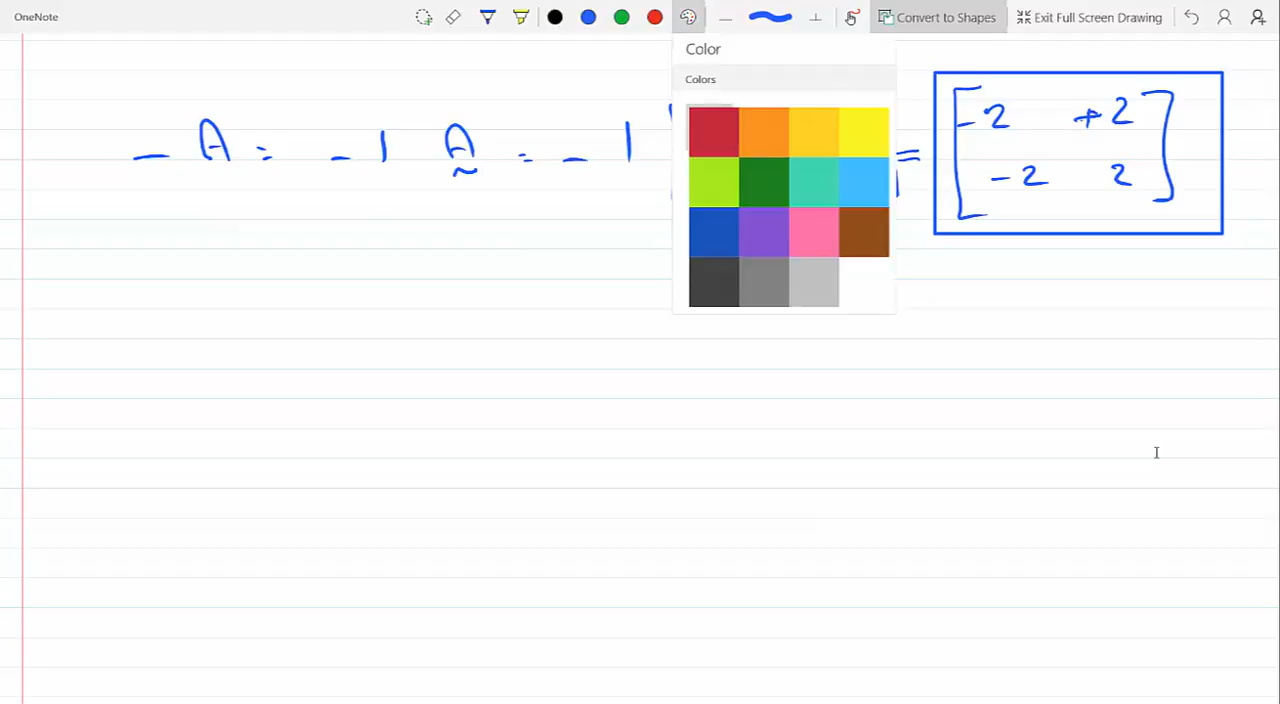 OneNote
Convert to Shapes
Exit Full Screen Drawing
Color
Colors
- A = - 1 A = - 1 = [ -2 +2
-2 2 ]